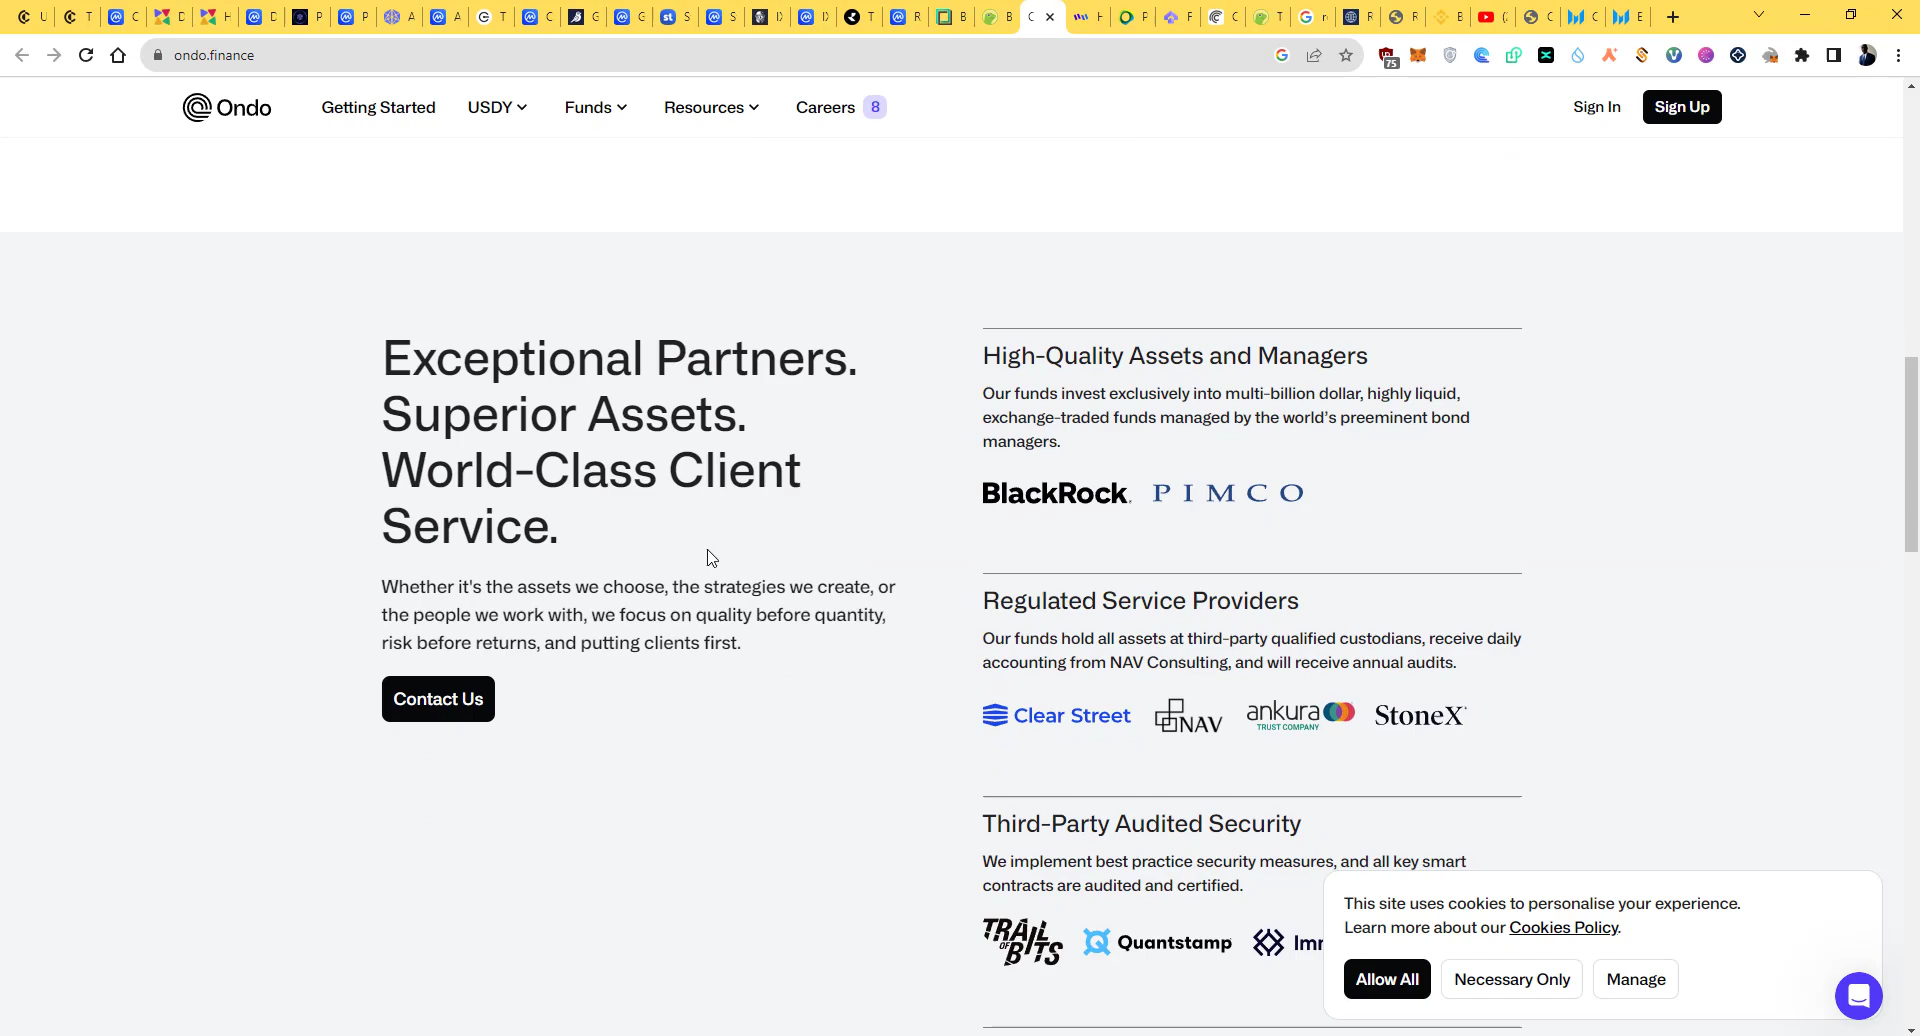 ondo.finance
75
Ondo
Getting Started
USDY
Funds
Resources
Careers 8
Sign In
Sign Up
Exceptional Partners.
Superior Assets.
World-Class Client
Service.
Whether it's the assets we choose, the strategies we create, or
the people we work with, we focus on quality before quantity,
risk before returns, and putting clients first.
Contact Us
High-Quality Assets and Managers
Our funds invest exclusively into multi-billion dollar, highly liquid,
exchange-traded funds managed by the world’s preeminent bond
managers.
BlackRock.
PIMCO
Regulated Service Providers
Our funds hold all assets at third-party qualified custodians, receive daily
accounting from NAV Consulting, and will receive annual audits.
Clear Street
NAV
ankura
TRUST COMPANY
StoneX
Third-Party Audited Security
We implement best practice security measures, and all key smart
contracts are audited and certified.
TRAIL OF BITS
Quantstamp
This site uses cookies to personalise your experience.
Learn more about our Cookies Policy.
Allow All
Necessary Only
Manage